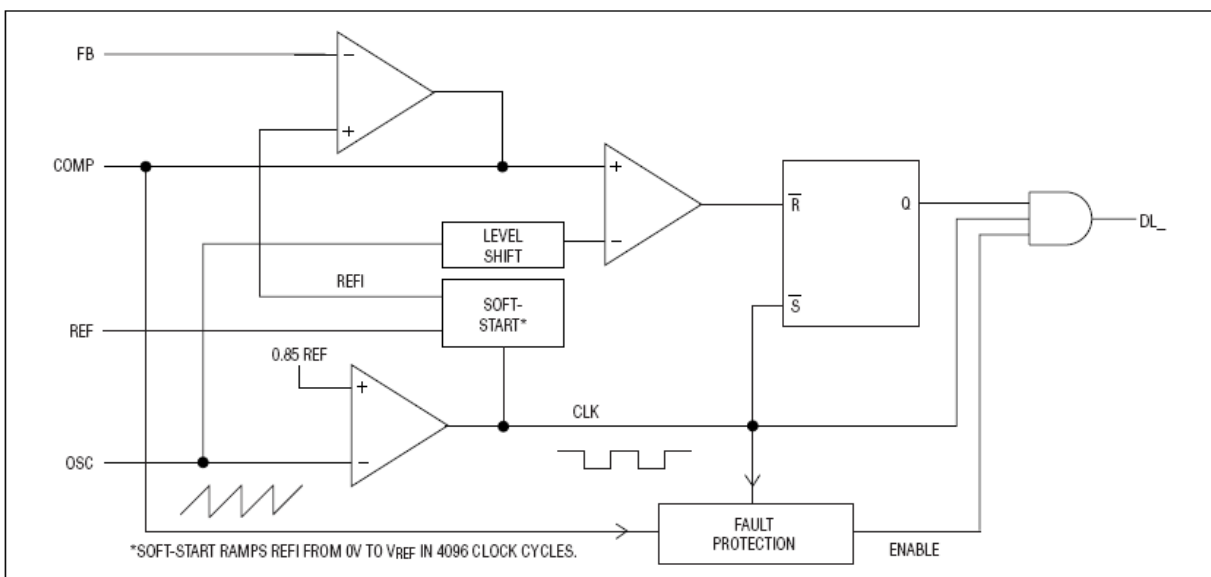 FB
−
+
COMP
+
R
Q
DL_
LEVEL
SHIFT
−
REFI
SOFT-
START*
S
REF
0.85 REF
+
CLK
OSC
−
FAULT
PROTECTION
ENABLE
*SOFT-START RAMPS REFI FROM 0V TO VREF IN 4096 CLOCK CYCLES.